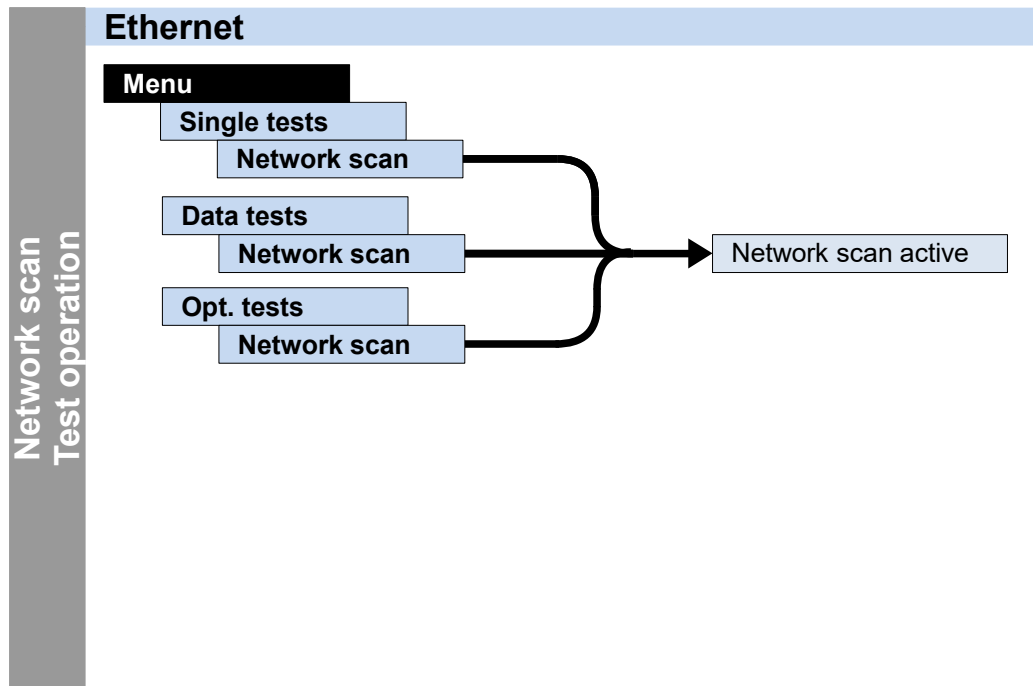 Ethernet
Network scan
Test operation
Menu
Single tests
Network scan
Data tests
Network scan
Network scan active
Opt. tests
Network scan